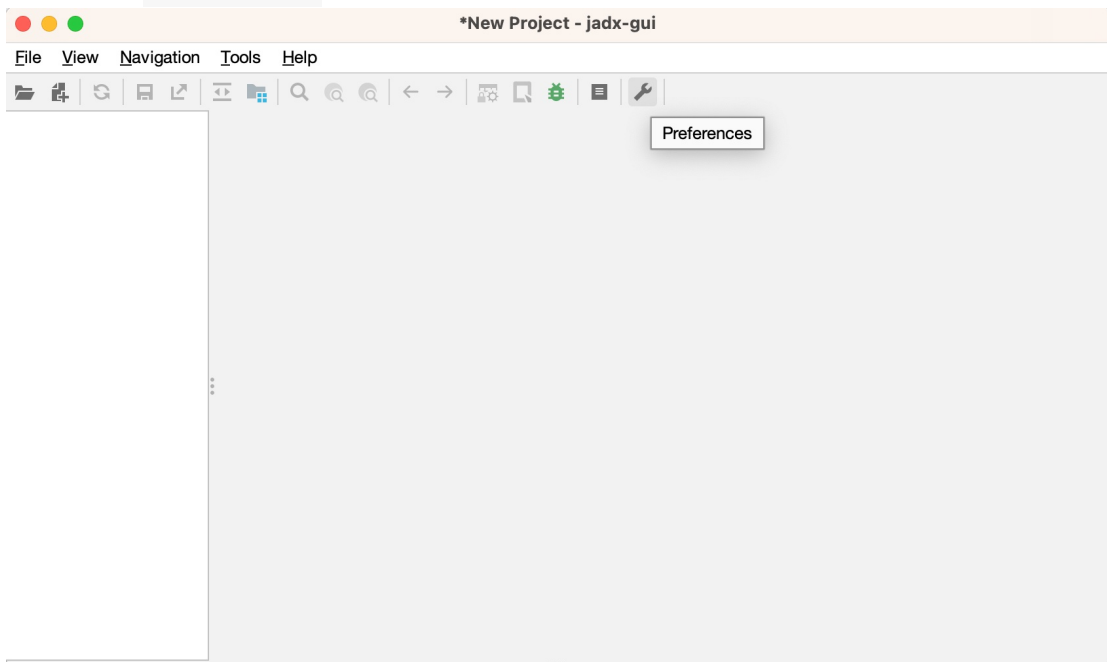 *New Project - jadx-gui
File View Navigation Tools Help
Preferences